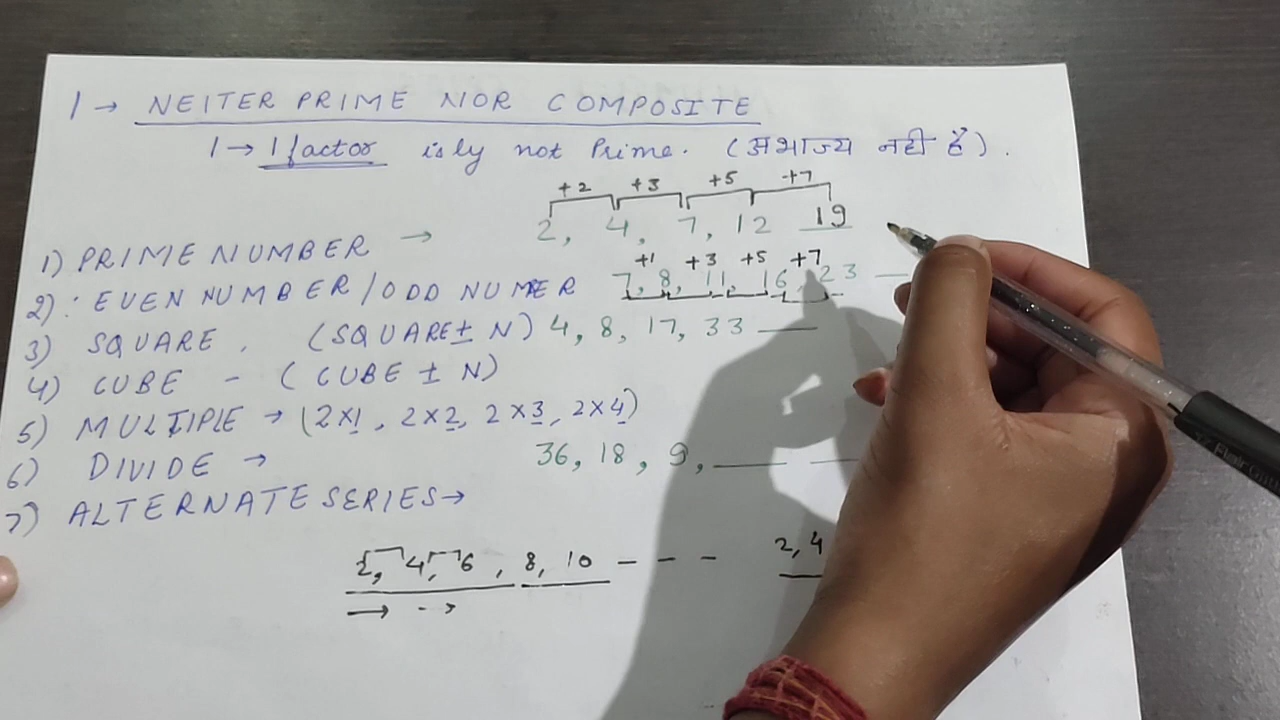 1 → NEITER PRIME NOR COMPOSITE
1 → 1 factor is ly not Prime. (अभाज्य नही है).
+2 +3 +5 +7
1) PRIME NUMBER → 2, 4, 7, 12 19
+1 +3 +5 +7
2): EVEN NUMBER/ODD NUMER 7, 8, 11, 16, 23 —
3) SQUARE. (SQUARE ± N) 4, 8, 17, 33 ——
4) CUBE - (CUBE ± N)
5) MULTIPLE → (2×1, 2×2, 2×3, 2×4)
6) DIVIDE → 36, 18, 9, —— —
7) ALTERNATE SERIES →
2, 4, 6, 8, 10 - - - 2, 4
→ - →